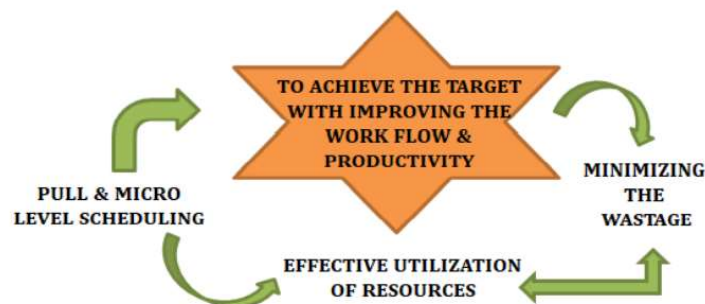 TO ACHIEVE THE TARGET
WITH IMPROVING THE
WORK FLOW &
PRODUCTIVITY
PULL & MICRO
LEVEL SCHEDULING
MINIMIZING
THE
WASTAGE
EFFECTIVE UTILIZATION
OF RESOURCES